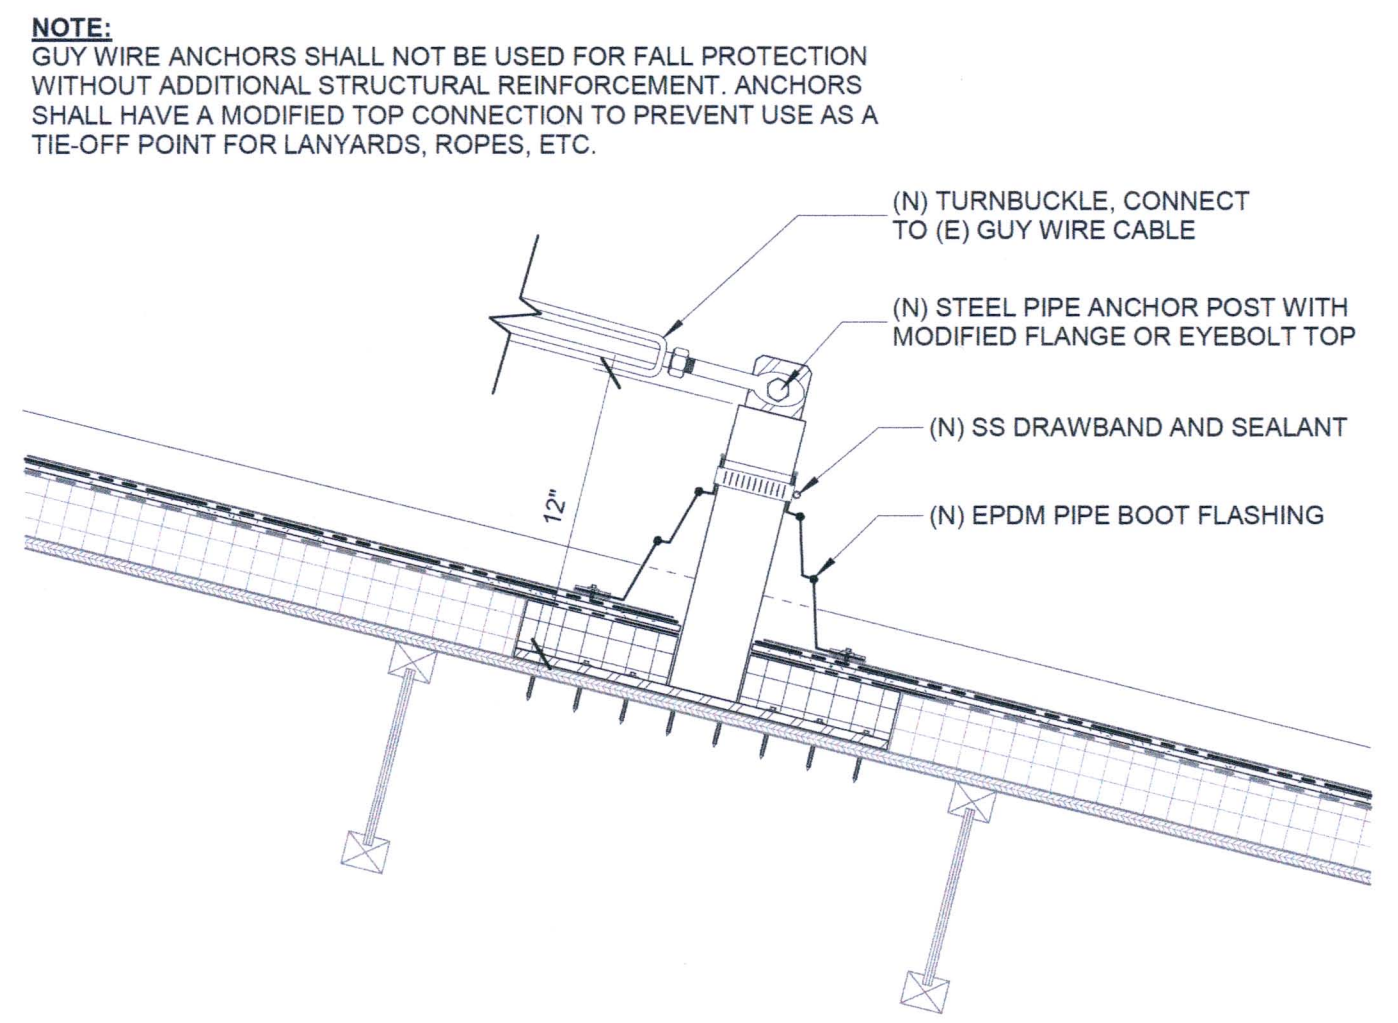 NOTE:
GUY WIRE ANCHORS SHALL NOT BE USED FOR FALL PROTECTION
WITHOUT ADDITIONAL STRUCTURAL REINFORCEMENT. ANCHORS
SHALL HAVE A MODIFIED TOP CONNECTION TO PREVENT USE AS A
TIE-OFF POINT FOR LANYARDS, ROPES, ETC.
(N) TURNBUCKLE, CONNECT
TO (E) GUY WIRE CABLE
(N) STEEL PIPE ANCHOR POST WITH
MODIFIED FLANGE OR EYEBOLT TOP
(N) SS DRAWBAND AND SEALANT
12"
(N) EPDM PIPE BOOT FLASHING